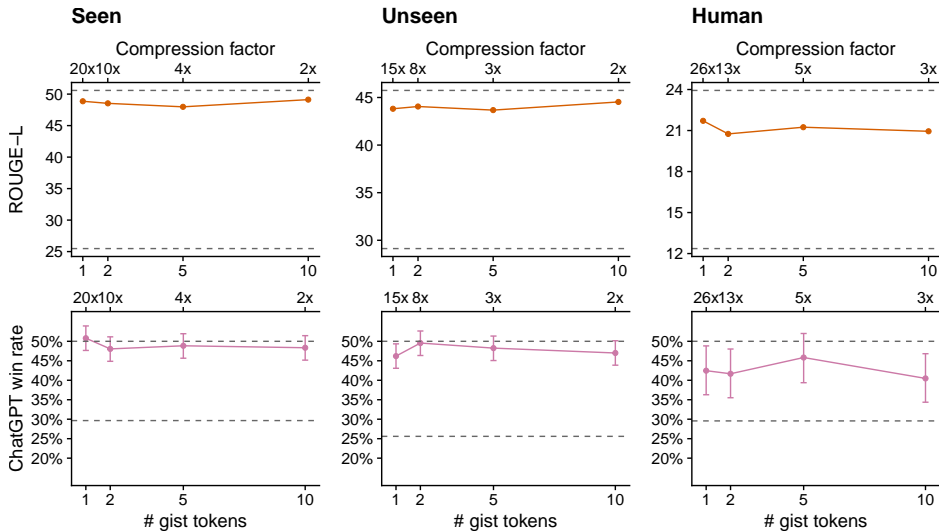 Seen
Unseen
Human
Compression factor
Compression factor
Compression factor
20x10x 4x 2x
15x 8x 3x 2x
26x13x 5x 3x
ROUGE-L
50
45
40
35
30
25
45
40
35
30
24
21
18
15
12
1 2 5 10
1 2 5 10
1 2 5 10
20x10x 4x 2x
15x 8x 3x 2x
26x13x 5x 3x
ChatGPT win rate
50%
45%
40%
35%
30%
25%
20%
50%
45%
40%
35%
30%
25%
20%
50%
45%
40%
35%
30%
25%
20%
1 2 5 10
1 2 5 10
1 2 5 10
# gist tokens
# gist tokens
# gist tokens